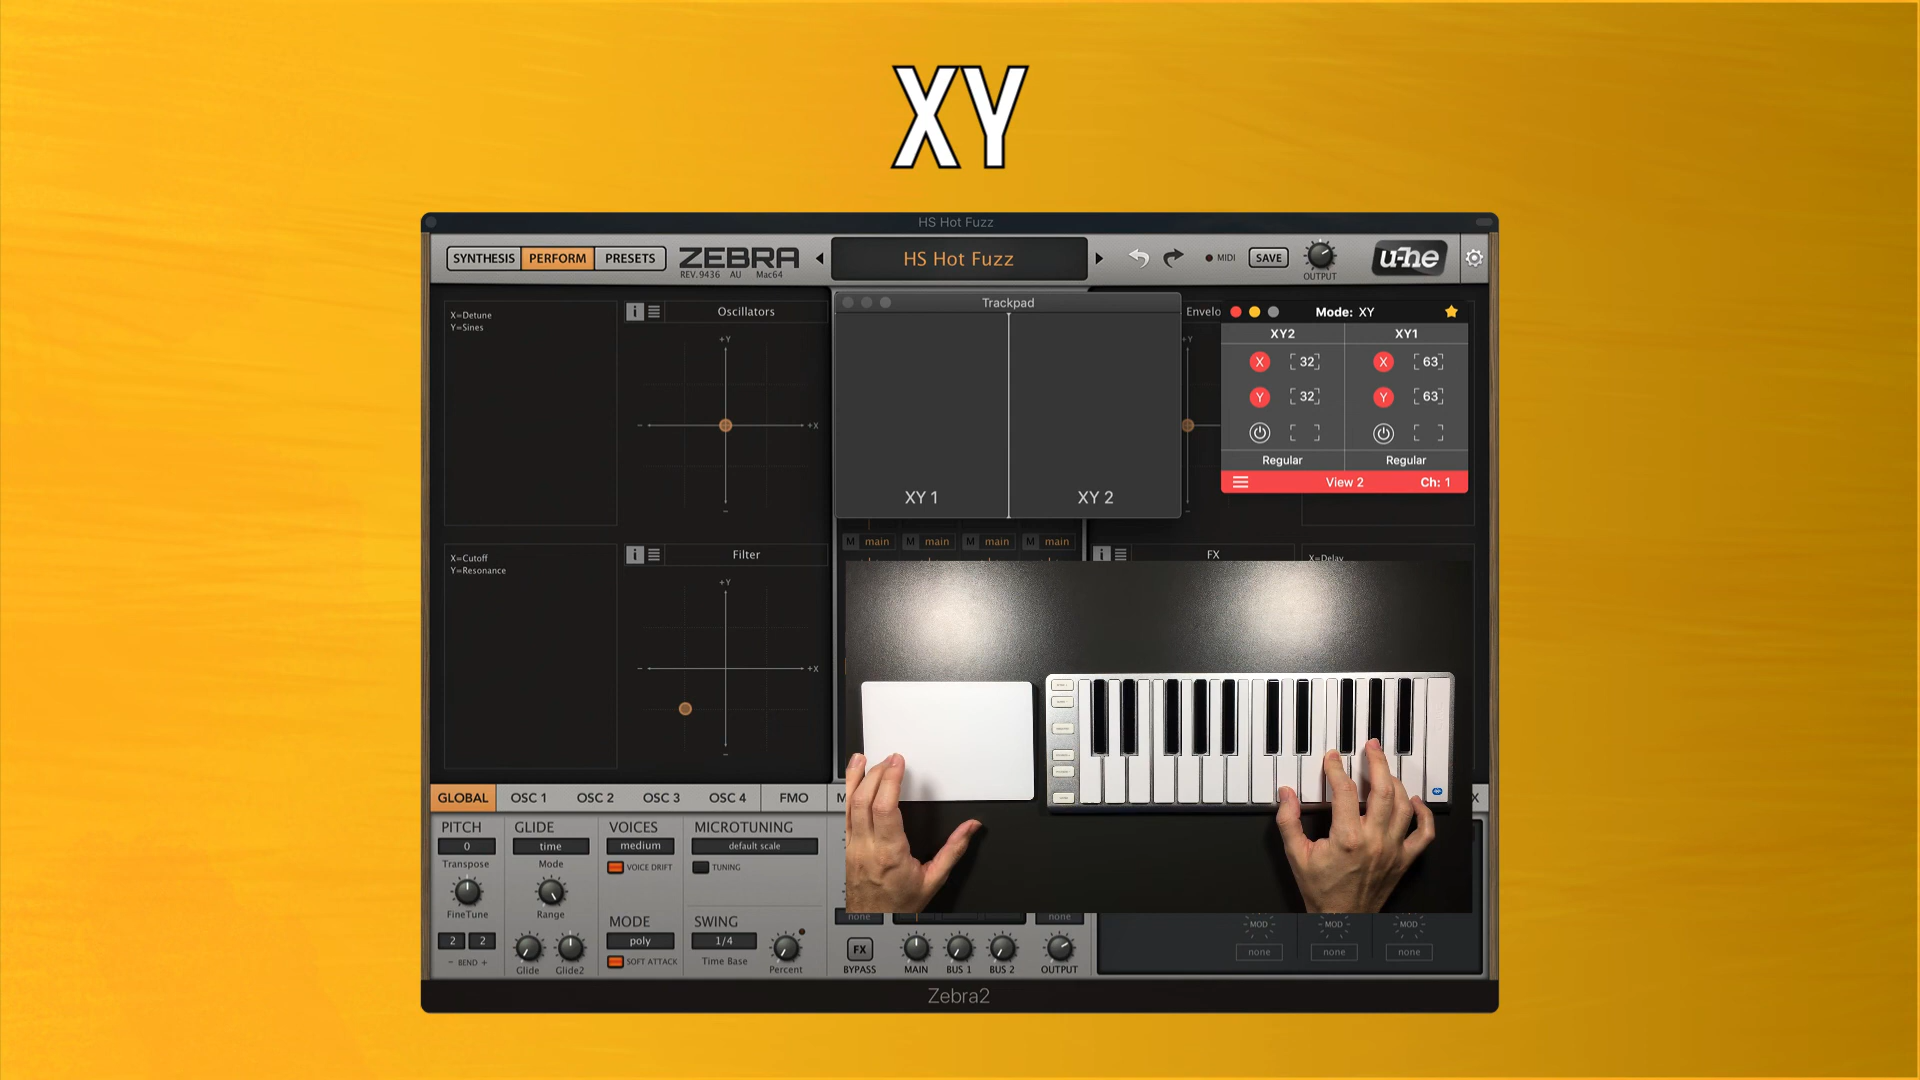 XY
HS Hot Fuzz
SYNTHESIS PERFORM PRESETS
ZEBRA
REV.9436 AU Mac64
HS Hot Fuzz
MIDI
SAVE
OUTPUT
u-he
X=Detune
Y=Sines
i
Oscillators
+Y
+X
-
-
Trackpad
XY 1
XY 2
Envelo
+Y
Mode: XY
XY2
XY1
X 32
X 63
Y 32
Y 63
Regular
Regular
View 2
Ch: 1
M main M main M main M main
X=Cutoff
Y=Resonance
i
Filter
+Y
+X
-
-
i
FX
X=Delay
GLOBAL OSC 1 OSC 2 OSC 3 OSC 4 FMO M
X
PITCH
0
Transpose
FineTune
2 2
- BEND +
GLIDE
time
Mode
Range
Glide Glide2
VOICES
medium
VOICE DRIFT
MODE
poly
SOFT ATTACK
MICROTUNING
default scale
TUNING
SWING
1/4
Time Base
Percent
none
none
FX
BYPASS
MAIN
BUS 1
BUS 2
OUTPUT
MOD MOD MOD
none none none
Zebra2